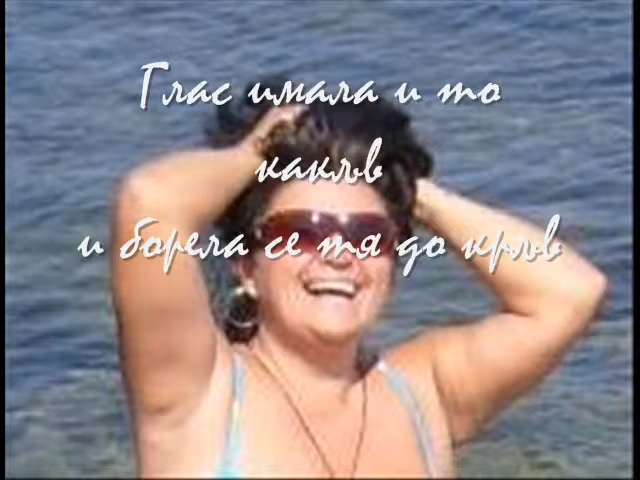 Глас имала и то
какъв
и борела се тя до кръв